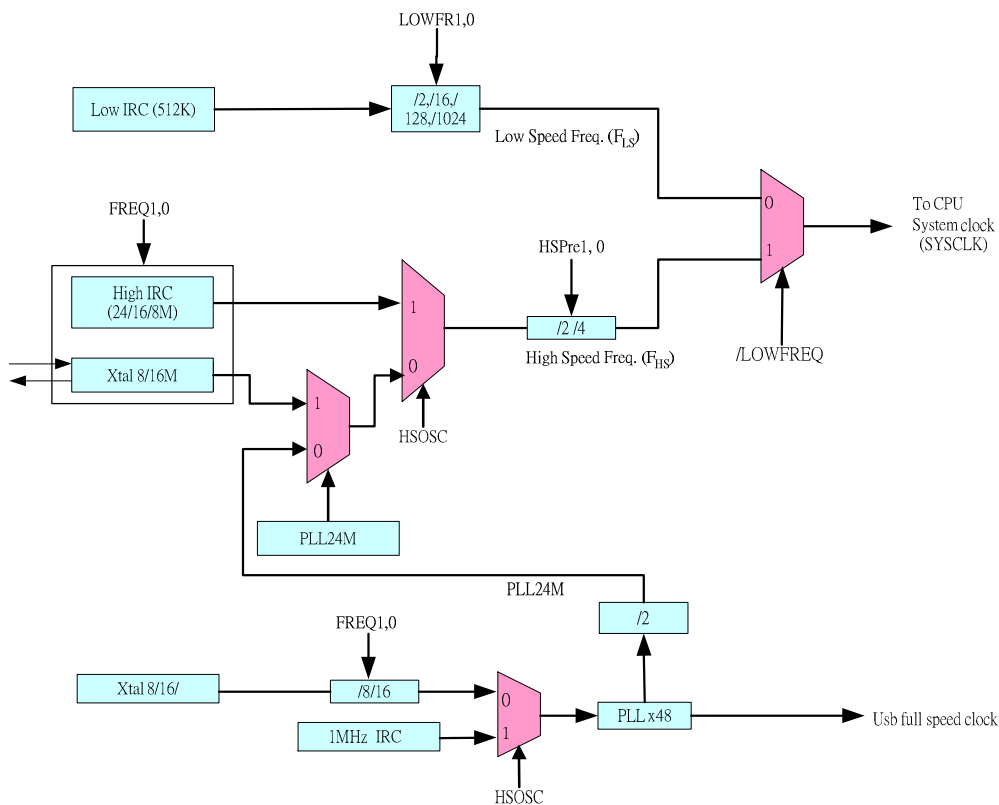 LOWFR1,0
Low IRC (512K)
/2,/16,/
128,/1024
Low Speed Freq. (FLS)
FREQ1,0
0
To CPU
System clock
(SYSCLK)
HSPre1, 0
1
High IRC
(24/16/8M)
1
/2 /4
High Speed Freq. (FHS)
/LOWFREQ
Xtal 8/16M
0
1
HSOSC
0
PLL24M
PLL24M
/2
FREQ1,0
Xtal 8/16/
/8/16
0
PLL x48
Usb full speed clock
1MHz IRC
1
HSOSC